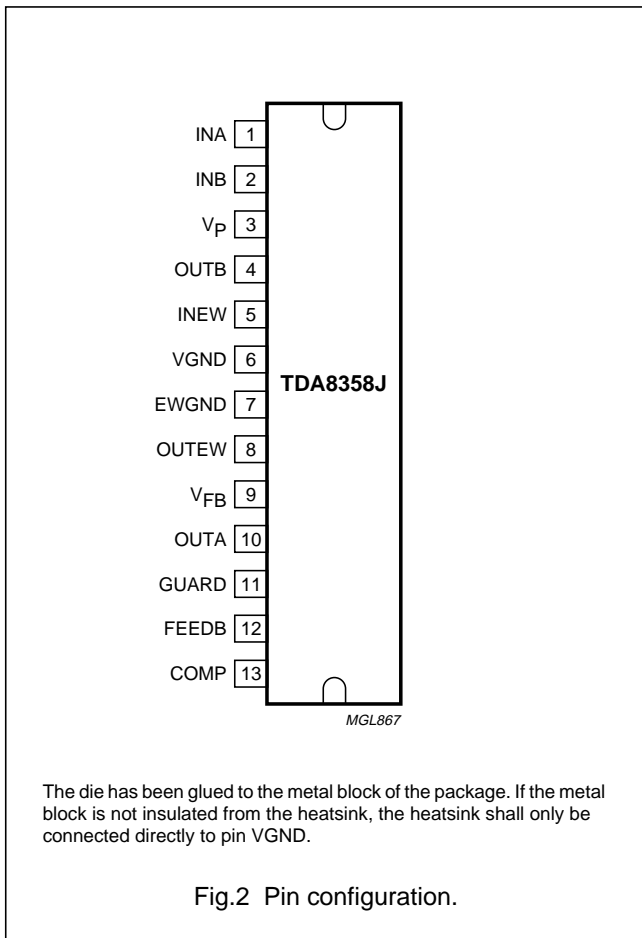 INA 1
INB 2
VP 3
OUTB 4
INEW 5
VGND 6
EWGND 7
OUTEW 8
VFB 9
OUTA 10
GUARD 11
FEEDB 12
COMP 13
TDA8358J
MGL867
The die has been glued to the metal block of the package. If the metal
block is not insulated from the heatsink, the heatsink shall only be
connected directly to pin VGND.
Fig.2 Pin configuration.